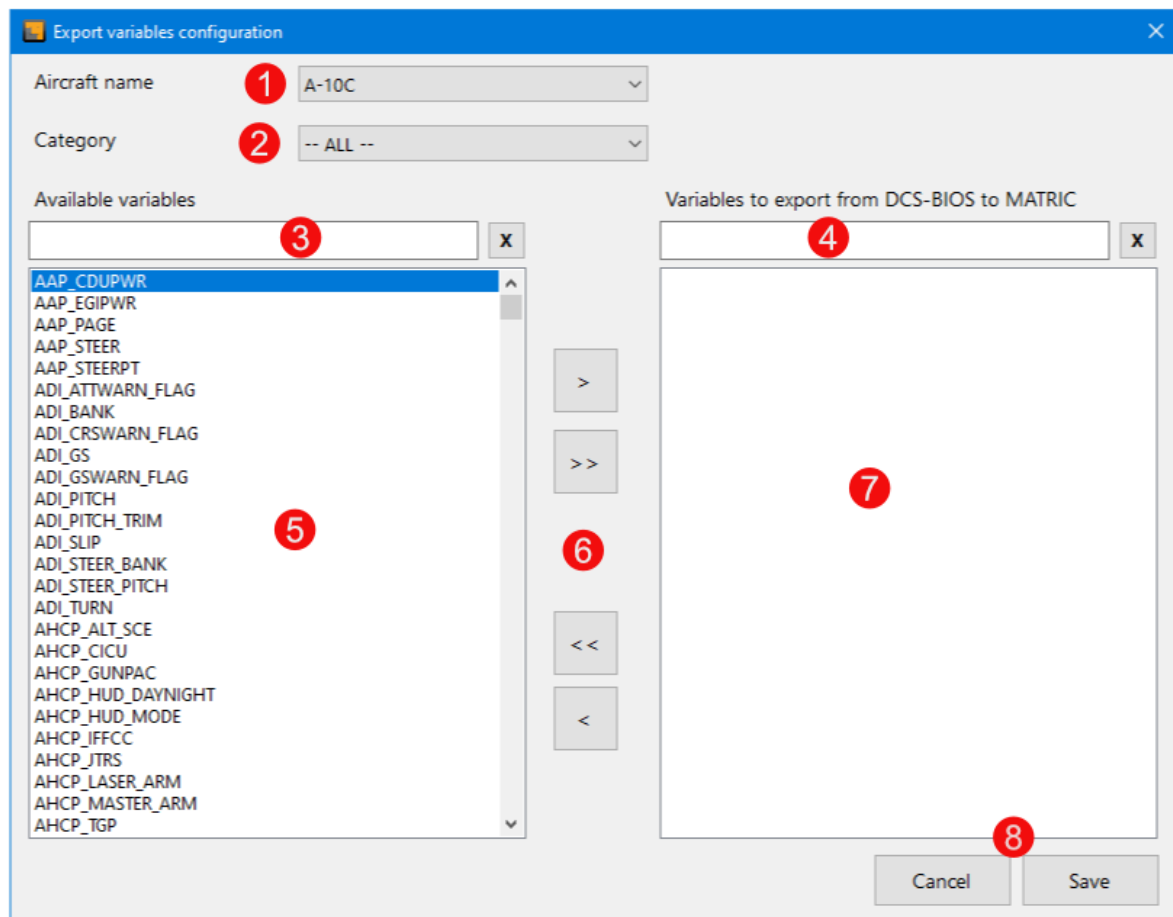 Export variables configuration
Aircraft name 1 A-10C
Category 2 -- ALL --
Available variables
Variables to export from DCS-BIOS to MATRIC
3 X
4 X
AAP_CDUPWR
AAP_EGIPWR
AAP_PAGE
AAP_STEER
AAP_STEERPT
ADI_ATTWARN_FLAG
ADI_BANK
ADI_CRSWARN_FLAG
ADI_GS
ADI_GSWARN_FLAG
ADI_PITCH
ADI_PITCH_TRIM
ADI_SLIP
ADI_STEER_BANK
ADI_STEER_PITCH
ADI_TURN
AHCP_ALT_SCE
AHCP_CICU
AHCP_GUNPAC
AHCP_HUD_DAYNIGHT
AHCP_HUD_MODE
AHCP_IFFCC
AHCP_JTRS
AHCP_LASER_ARM
AHCP_MASTER_ARM
AHCP_TGP
5
>
>>
6
<<
<
7
8
Cancel
Save